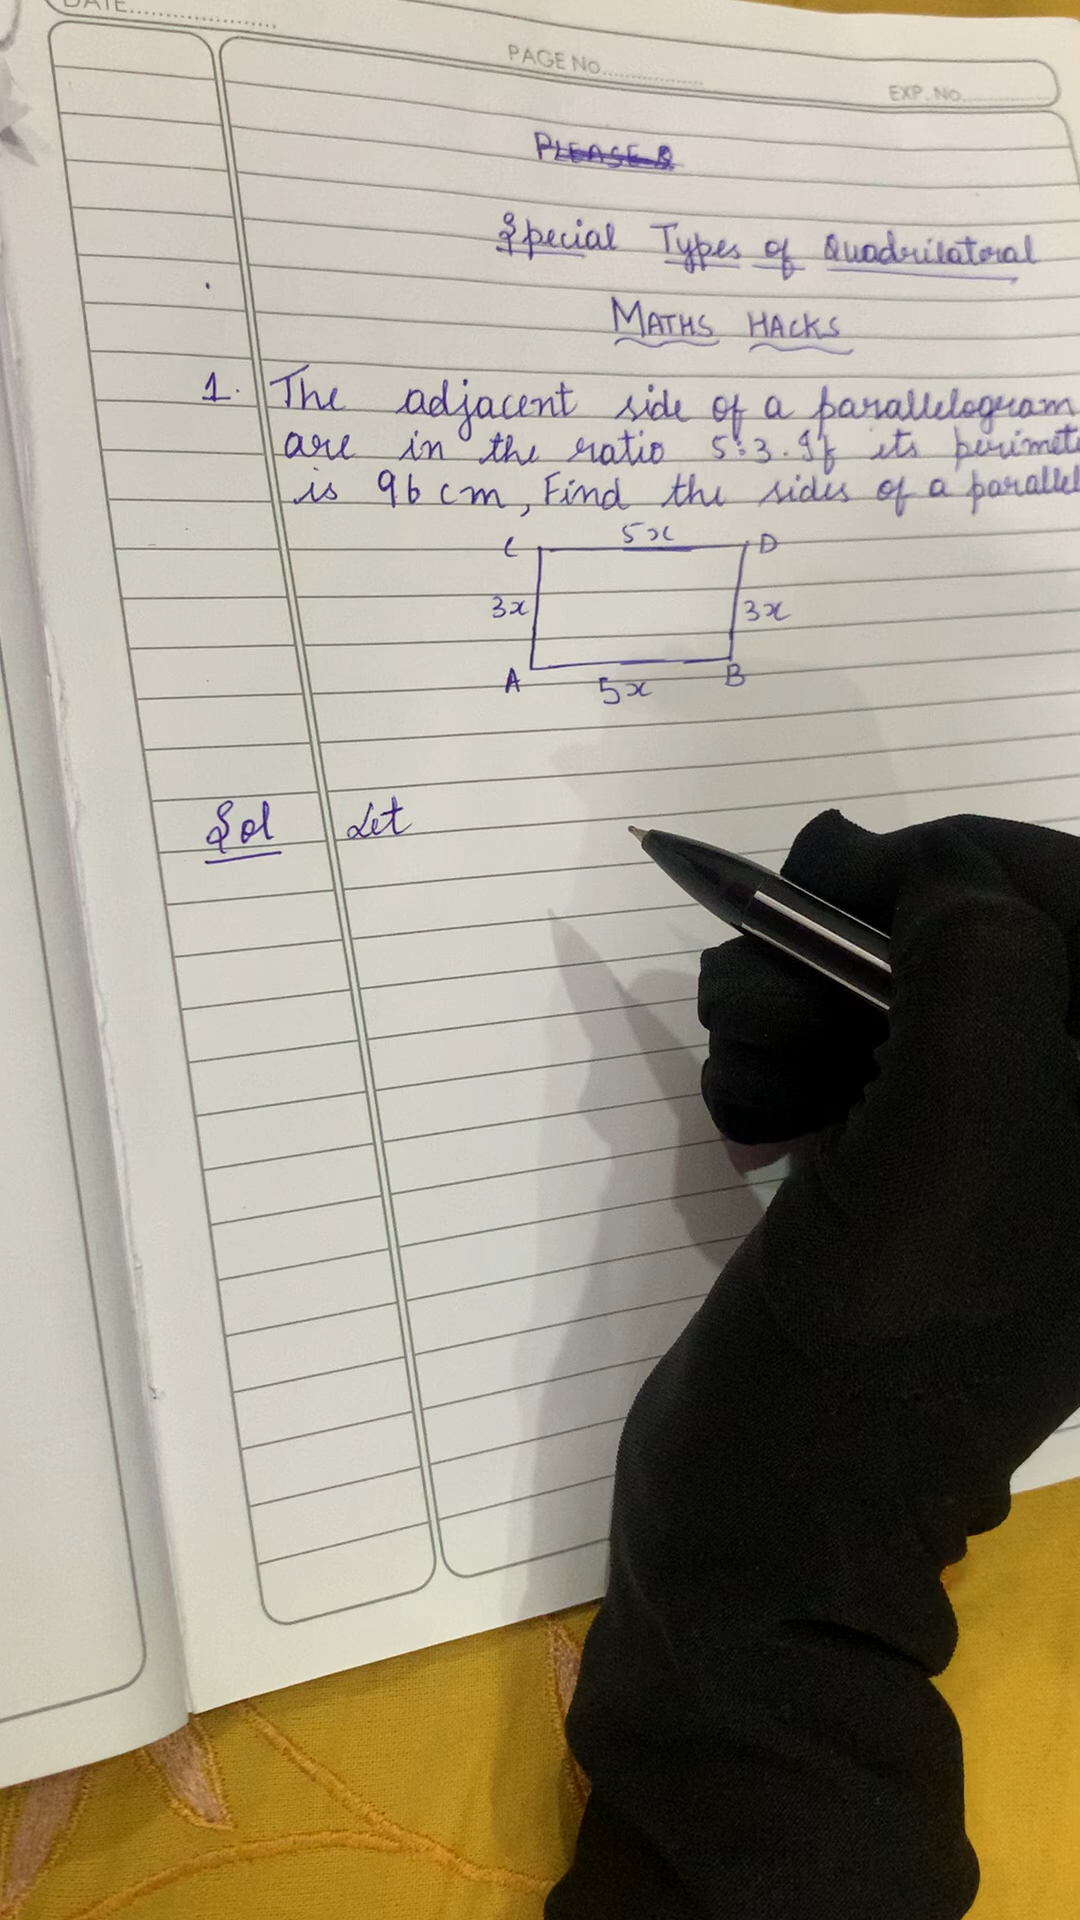 DATE....................
PAGE No....................
EXP. No....................
PLEASE
Special Types of Quadrilatoral
MATHS HACKS
1. The adjacent side of a parallelogram
are in the ratio 5:3. If its perimet
is 96 cm, Find the sides of a parallel
5x
C D
3x 3x
A B
5x
Sol Let